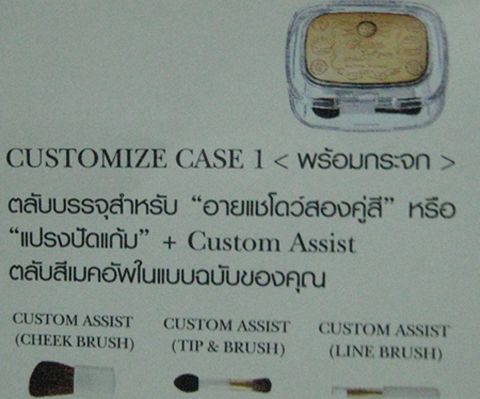 CUSTOMIZE CASE 1 < พร้อมกระจก >
ตลับบรรจุสำหรับ “อายแชโดว์สองคู่สี” หรือ
“แปรงปัดแก้ม” + Custom Assist
ตลับสีเมคอัพในแบบฉบับของคุณ
CUSTOM ASSIST CUSTOM ASSIST CUSTOM ASSIST
(CHEEK BRUSH) (TIP & BRUSH) (LINE BRUSH)